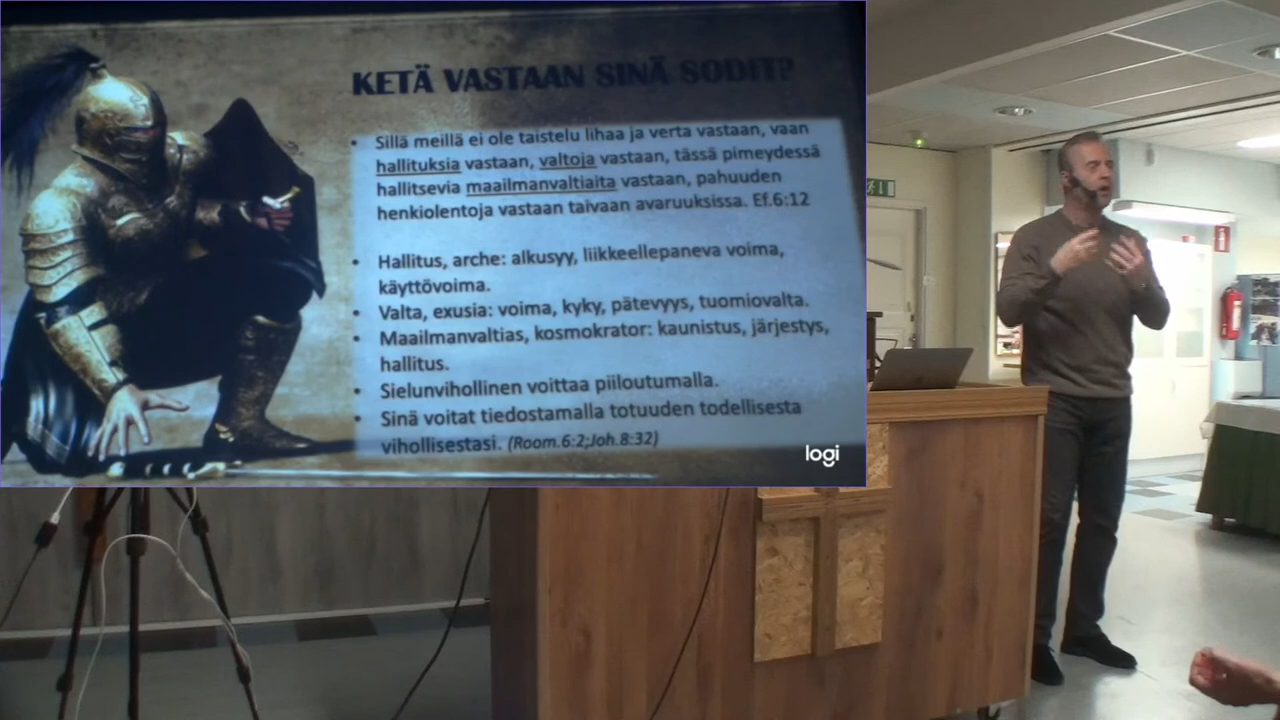 KETÄ VASTAAN SINÄ SODIT?
• Sillä meillä ei ole taistelu lihaa ja verta vastaan, vaan
hallituksia vastaan, valtoja vastaan, tässä pimeydessä
hallitsevia maailmanvaltiaita vastaan, pahuuden
henkiolentoja vastaan taivaan avaruuksissa. Ef.6:12
• Hallitus, arche: alkusyy, liikkeellepaneva voima,
käyttövoima.
• Valta, exusia: voima, kyky, pätevyys, tuomiovalta.
• Maailmanvaltias, kosmokrator: kaunistus, järjestys,
hallitus.
• Sielunvihollinen voittaa piiloutumalla.
• Sinä voitat tiedostamalla totuuden todellisesta
vihollisestasi. (Room.6:2;Joh.8:32)
logi